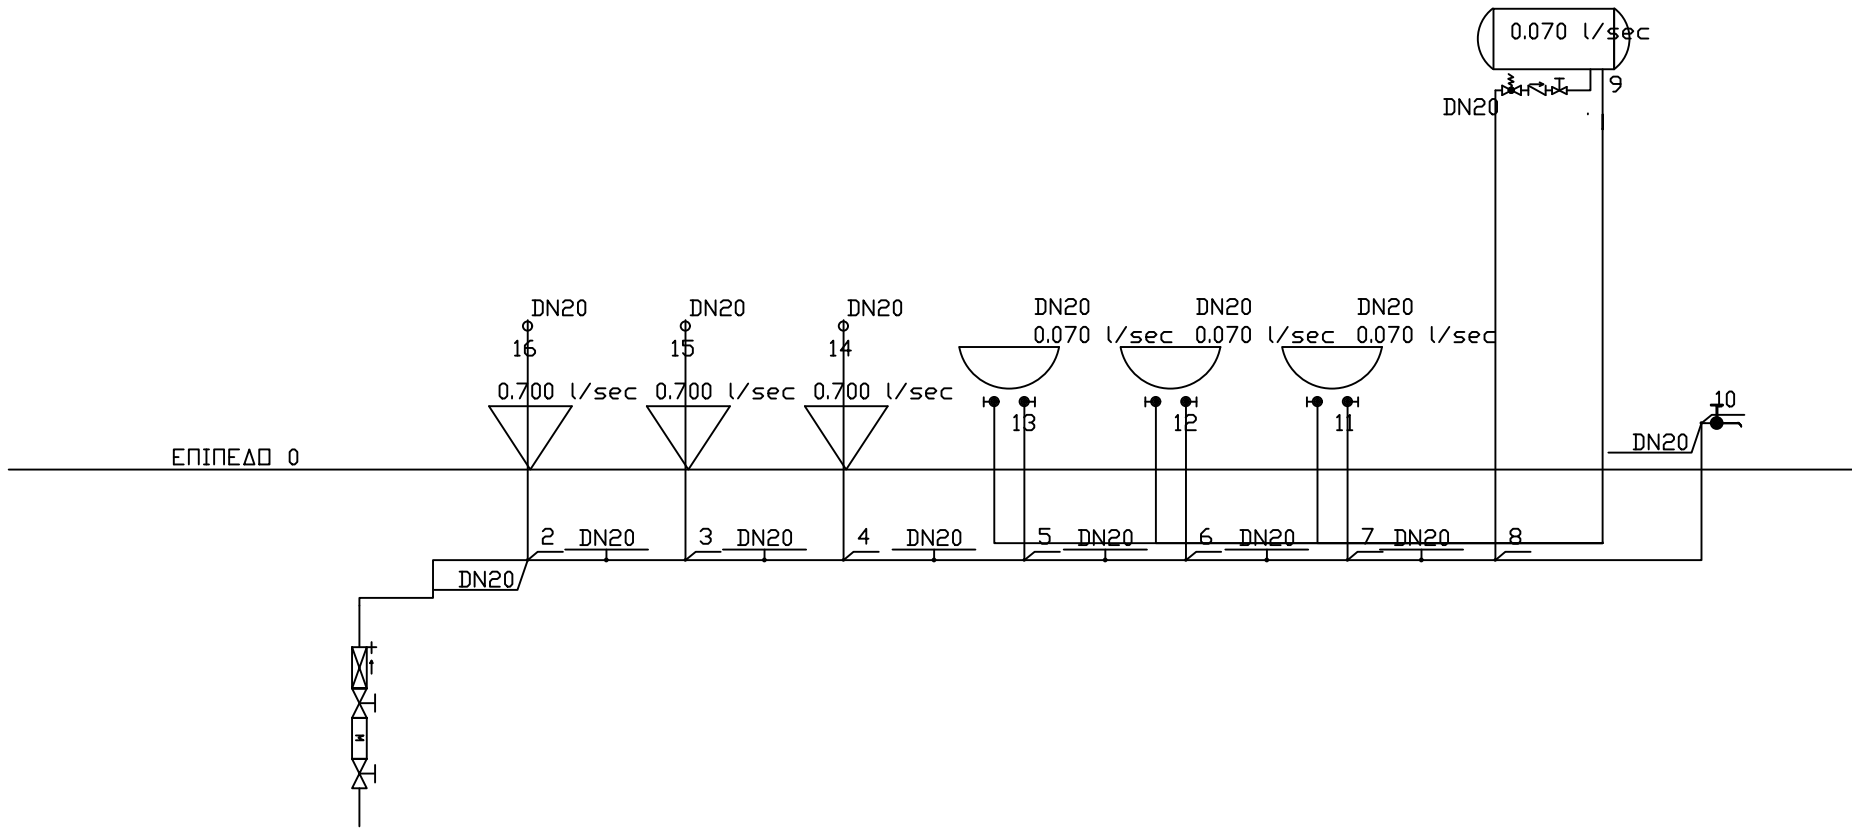 0.070 l/sec
9
DN20
DN20 DN20 DN20 DN20 DN20 DN20
0.070 l/sec 0.070 l/sec 0.070 l/sec
16 15 14
0.700 l/sec 0.700 l/sec 0.700 l/sec
10
13 12 11
DN20
ΕΠΙΠΕΔΟ 0
2 DN20 3 DN20 4 DN20 5 DN20 6 DN20 7 DN20 8
DN20
M